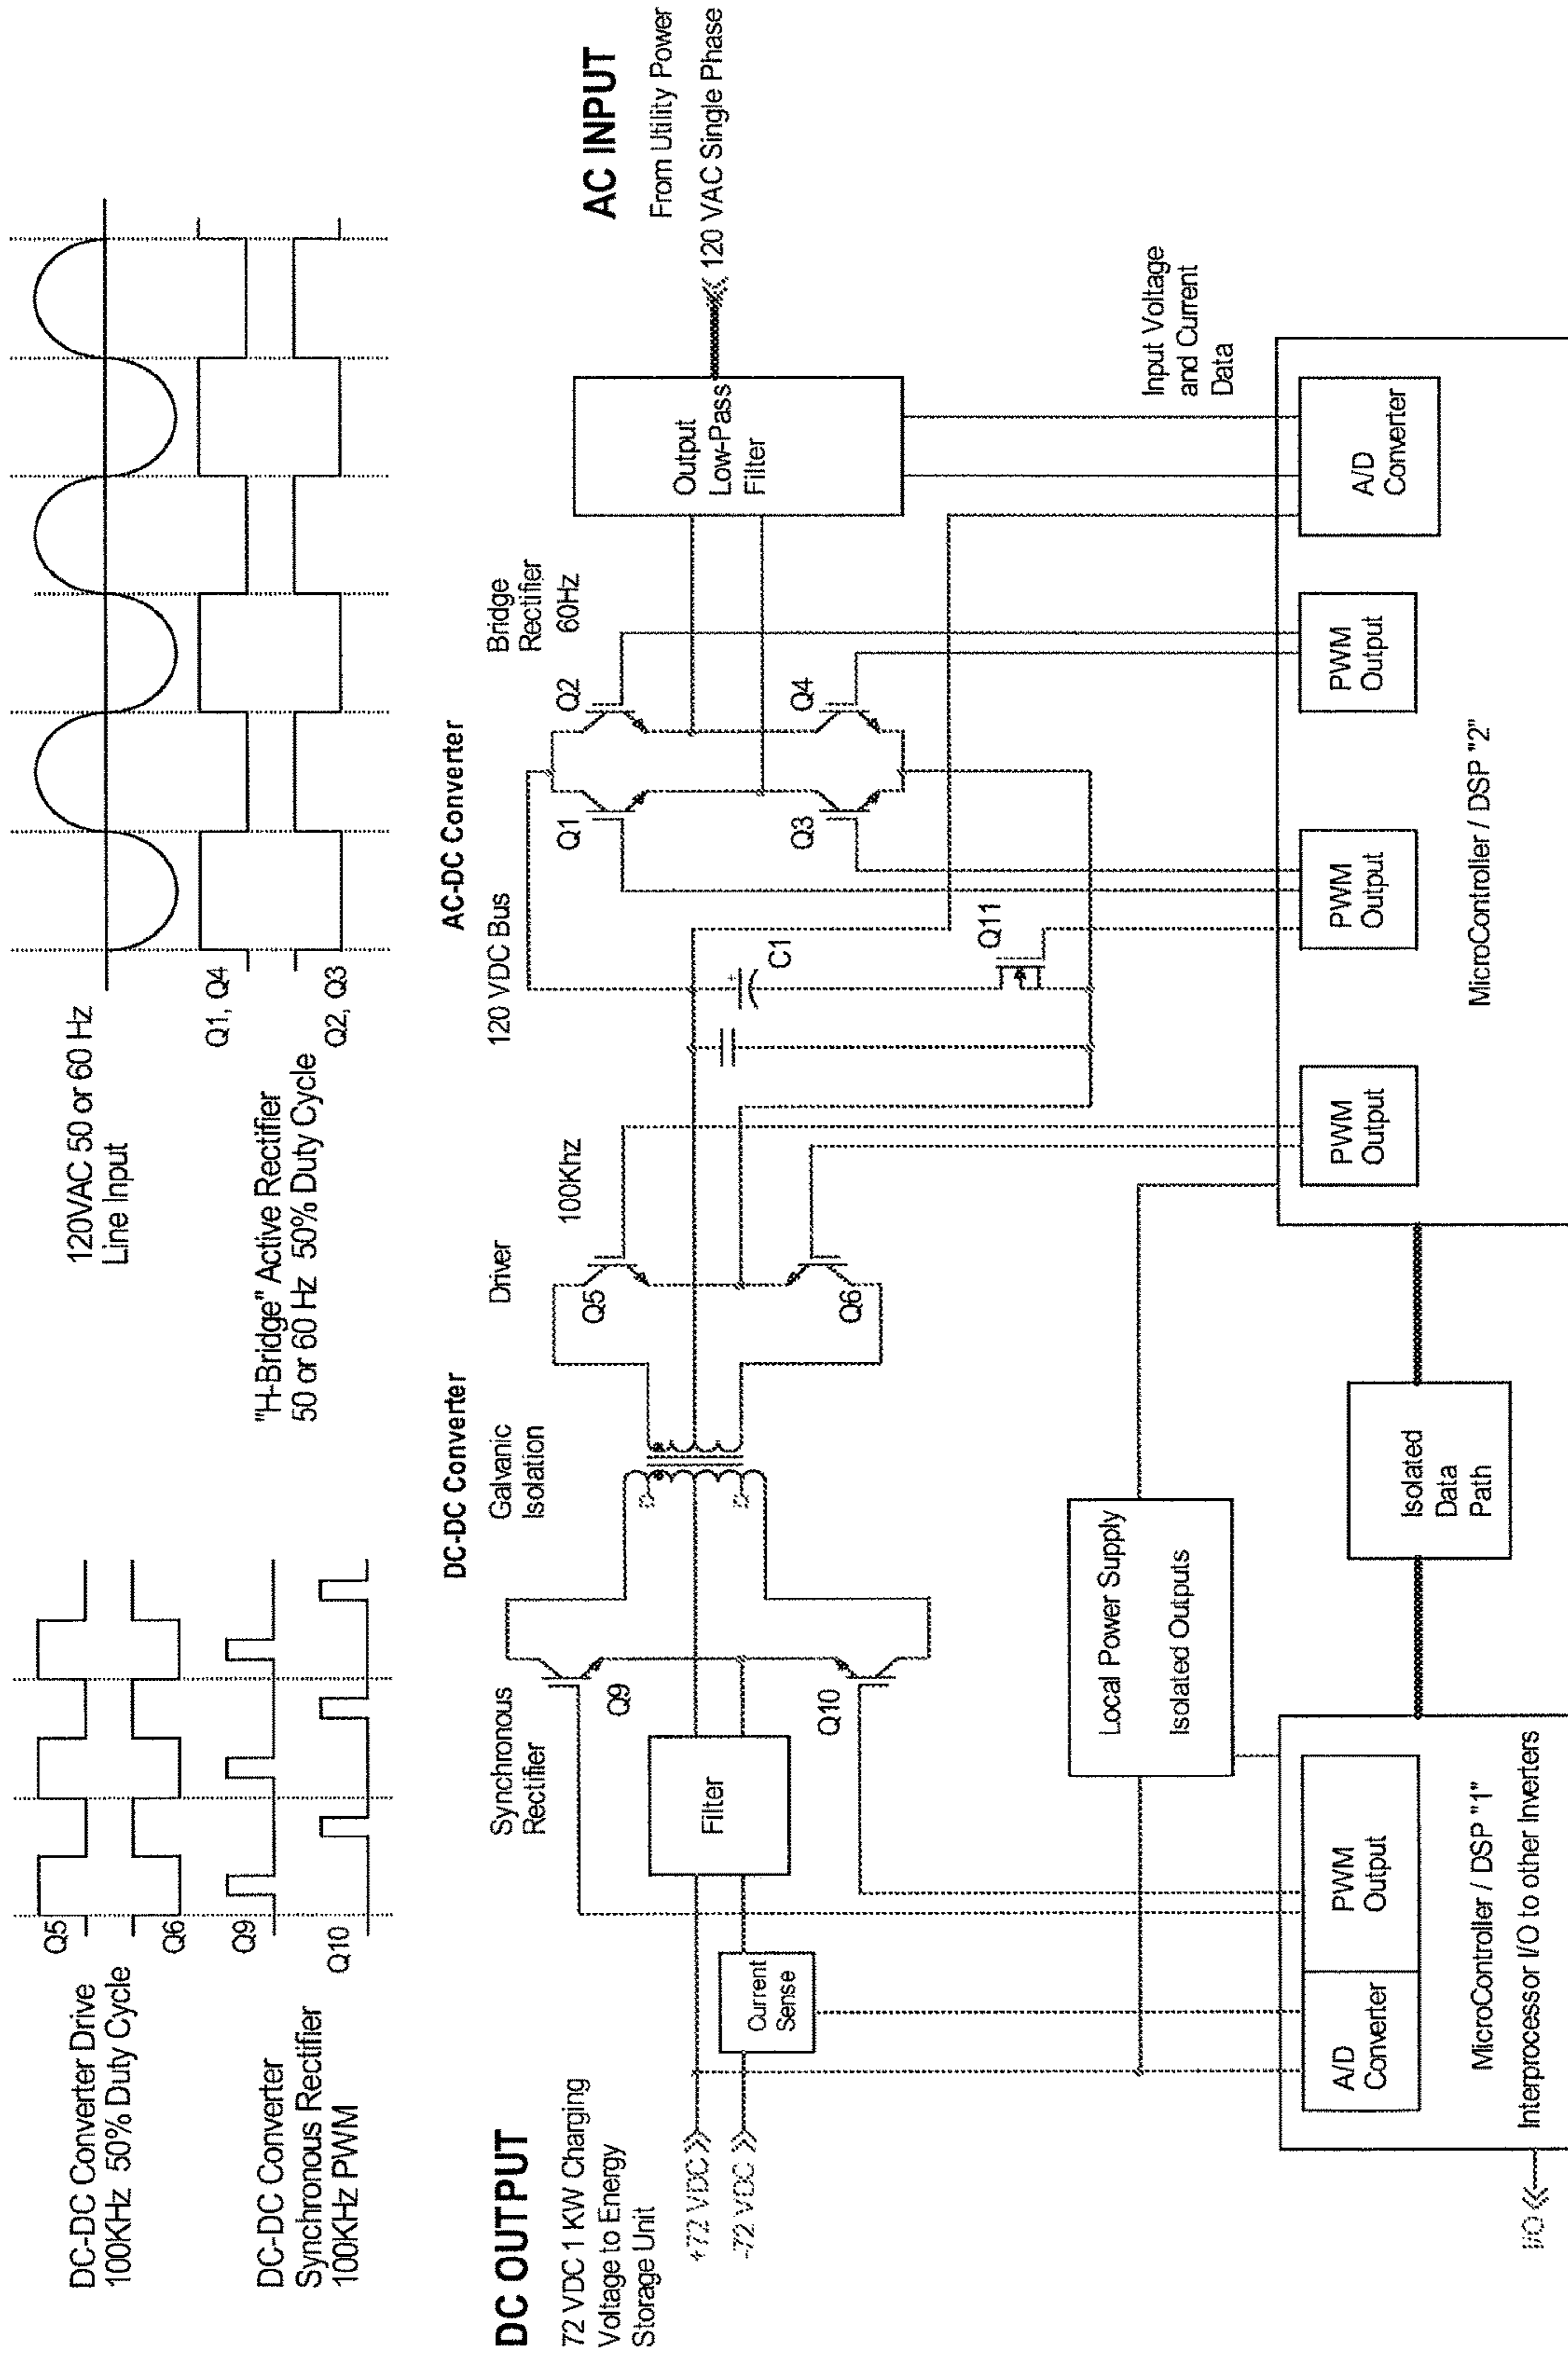 120VAC 50 or 60 Hz
Line Input
Q1, Q4
"H-Bridge" Active Rectifier
50 or 60 Hz 50% Duty Cycle
Q2, Q3
DC-DC Converter Drive
100KHz 50% Duty Cycle
Q5
Q6
DC-DC Converter
Synchronous Rectifier
100KHz PWM
Q9
Q10
DC-DC Converter
AC-DC Converter
DC OUTPUT
72 VDC 1 KW Charging
Voltage to Energy
Storage Unit
+72 VDC
-72 VDC
Synchronous
Rectifier
Galvanic
Isolation
Driver
100Khz
120 VDC Bus
Bridge
Rectifier
60Hz
AC INPUT
From Utility Power
120 VAC Single Phase
Q9
Q10
Q5
Q6
Q1
Q2
Q3
Q4
C1
Q11
Filter
Current
Sense
Output
Low-Pass
Filter
Input Voltage
and Current
Data
Local Power Supply
Isolated Outputs
A/D
Converter
PWM
Output
MicroController / DSP "1"
Interprocessor I/O to other Inverters
I/O
Isolated
Data
Path
PWM
Output
PWM
Output
PWM
Output
A/D
Converter
MicroController / DSP "2"